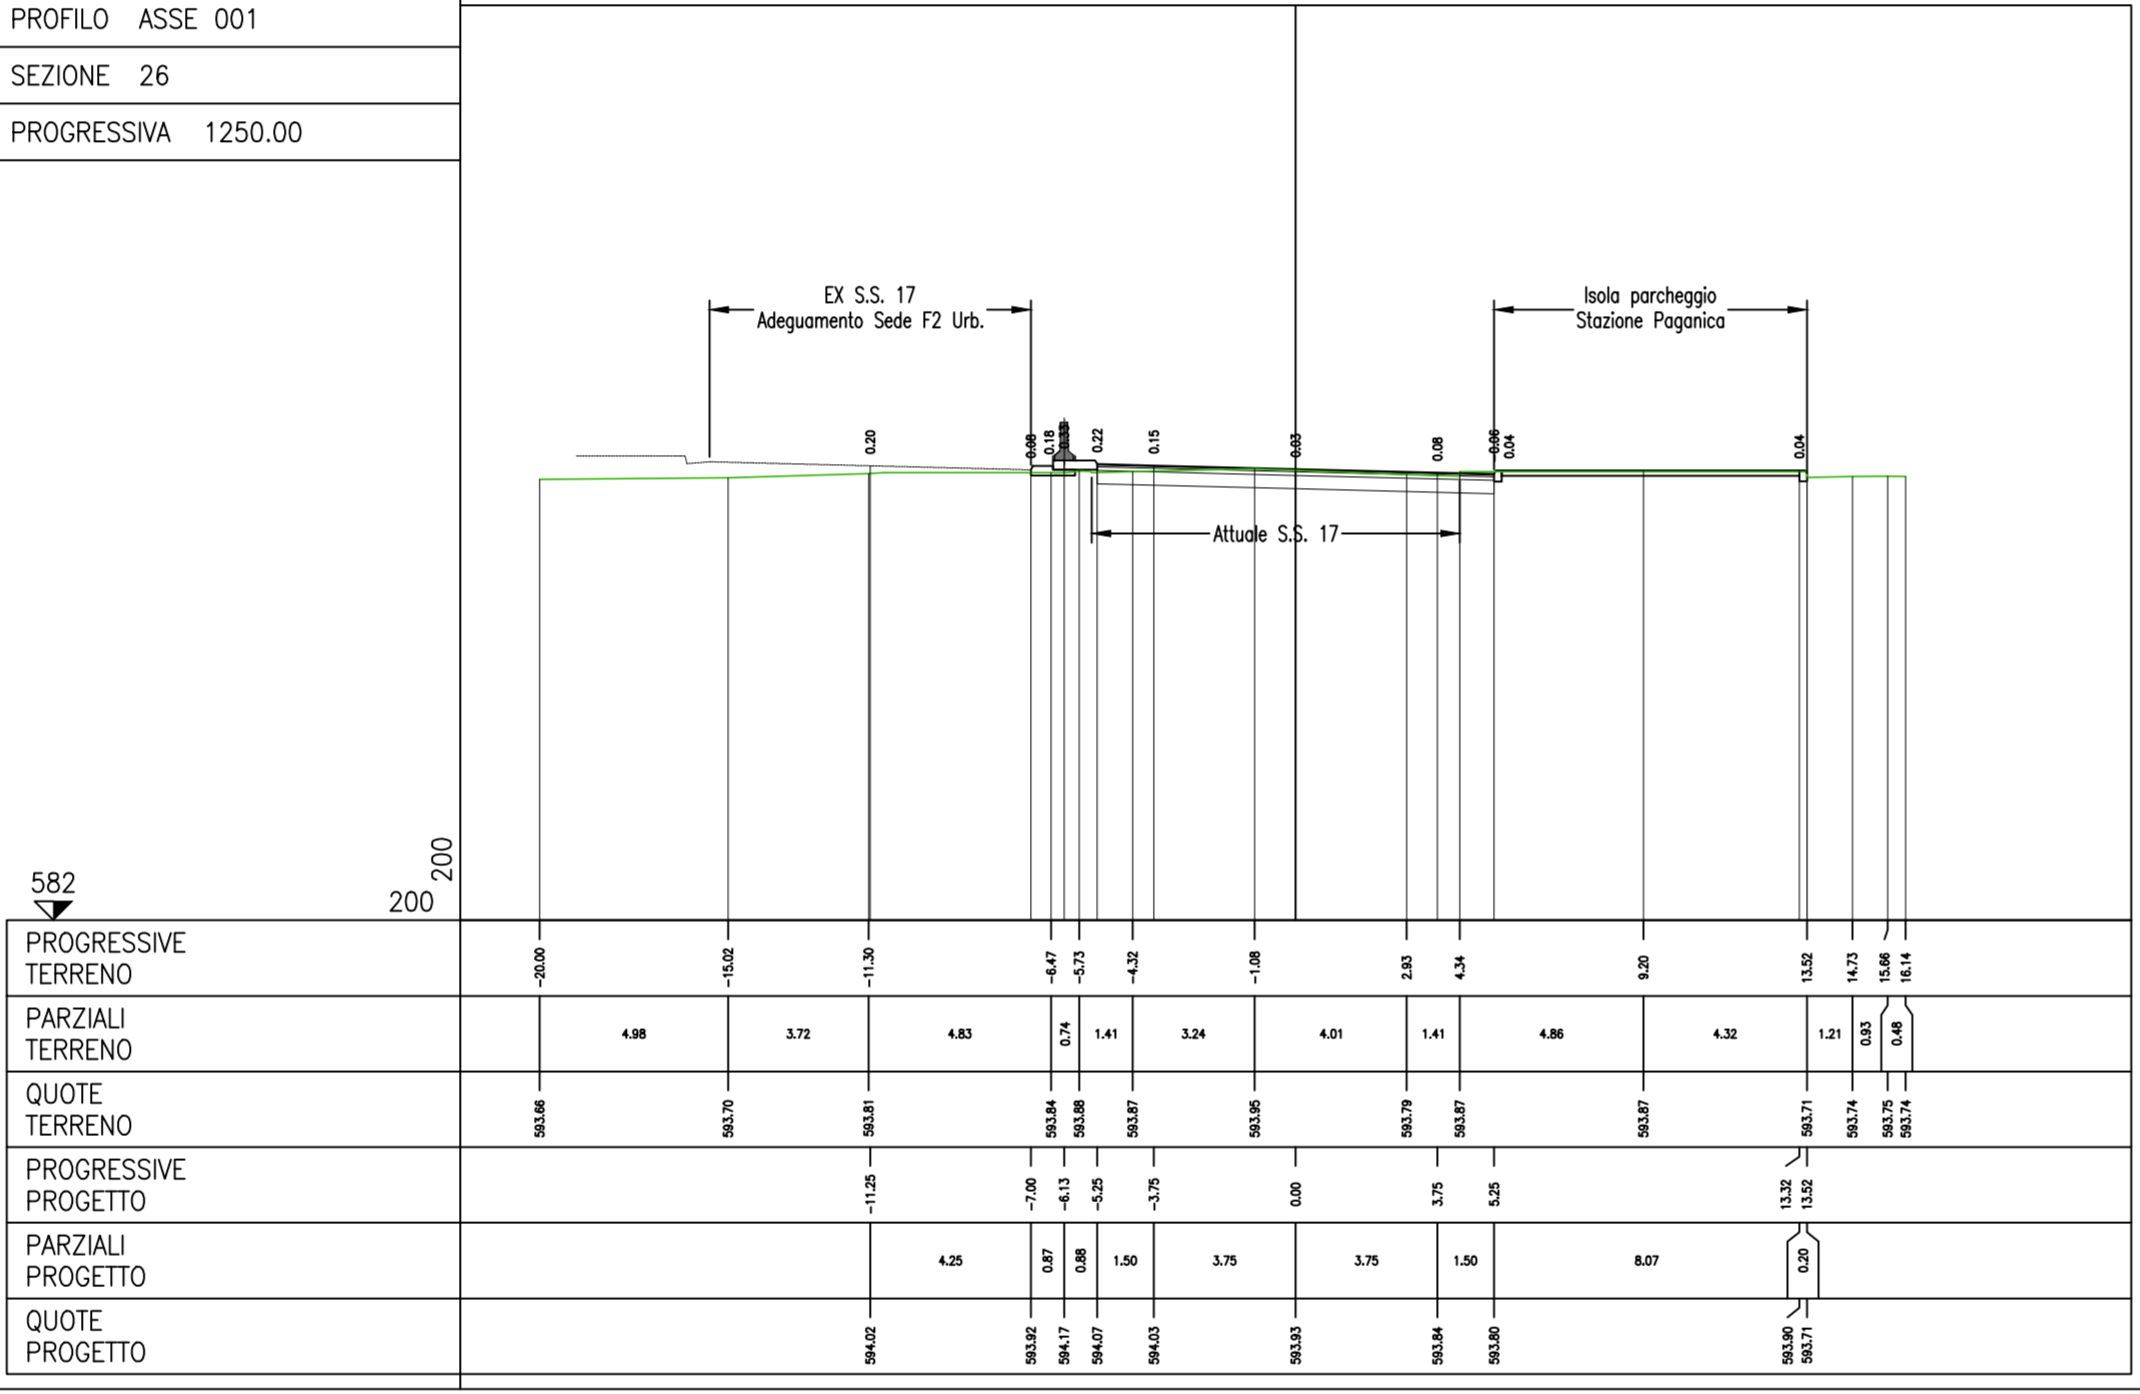 PROFILO ASSE 001
SEZIONE 26
PROGRESSIVA 1250.00
EX S.S. 17
Adeguamento Sede F2 Urb.
Isola parcheggio
Stazione Paganica
0.20 0.08 0.18 0.33 0.22 0.15 0.03 0.08 0.06 0.04 0.04
Attuale S.S. 17
582
200
200
PROGRESSIVE
TERRENO
-20.00 -15.02 -11.30 -6.47 -5.73 -4.32 -1.08 2.93 4.34 9.20 13.52 14.73 15.66 16.14
PARZIALI
TERRENO
4.98 3.72 4.83 0.74 1.41 3.24 4.01 1.41 4.86 4.32 1.21 0.93 0.48
QUOTE
TERRENO
593.66 593.70 593.81 593.84 593.88 593.87 593.95 593.79 593.87 593.87 593.71 593.74 593.75 593.74
PROGRESSIVE
PROGETTO
-11.25 -7.00 -6.13 -5.25 -3.75 0.00 3.75 5.25 13.32 13.52
PARZIALI
PROGETTO
4.25 0.87 0.88 1.50 3.75 3.75 1.50 8.07 0.20
QUOTE
PROGETTO
594.02 593.92 594.17 594.07 594.03 593.93 593.84 593.80 593.90 593.71